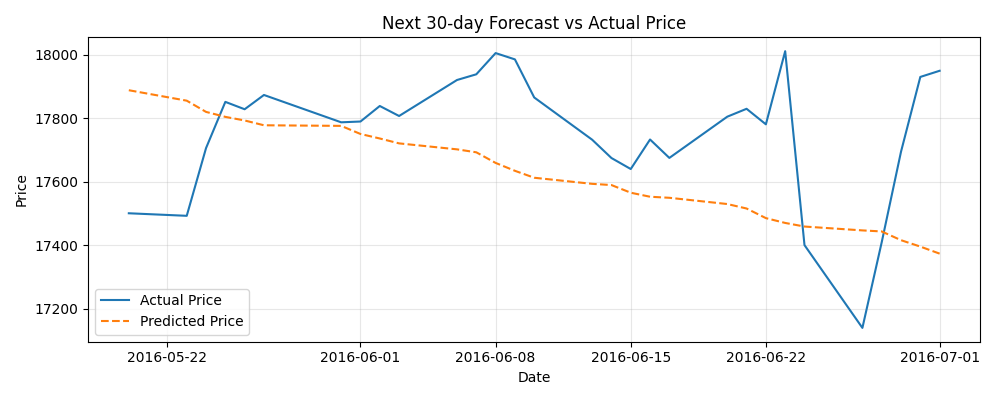 Next 30-day Forecast vs Actual Price
18000
17800
17600
17400
17200
Price
Actual Price
Predicted Price
2016-05-22
2016-06-01
2016-06-08
2016-06-15
2016-06-22
2016-07-01
Date